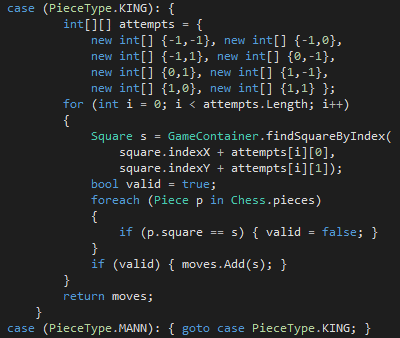 case (PieceType.KING): {
int[][] attempts = {
new int[] {-1,-1}, new int[] {-1,0},
new int[] {-1,1}, new int[] {0,-1},
new int[] {0,1}, new int[] {1,-1},
new int[] {1,0}, new int[] {1,1} };
for (int i = 0; i < attempts.Length; i++)
{
Square s = GameContainer.findSquareByIndex(
square.indexX + attempts[i][0],
square.indexY + attempts[i][1]);
bool valid = true;
foreach (Piece p in Chess.pieces)
{
if (p.square == s) { valid = false; }
}
if (valid) { moves.Add(s); }
}
return moves;
}
case (PieceType.MANN): { goto case PieceType.KING; }